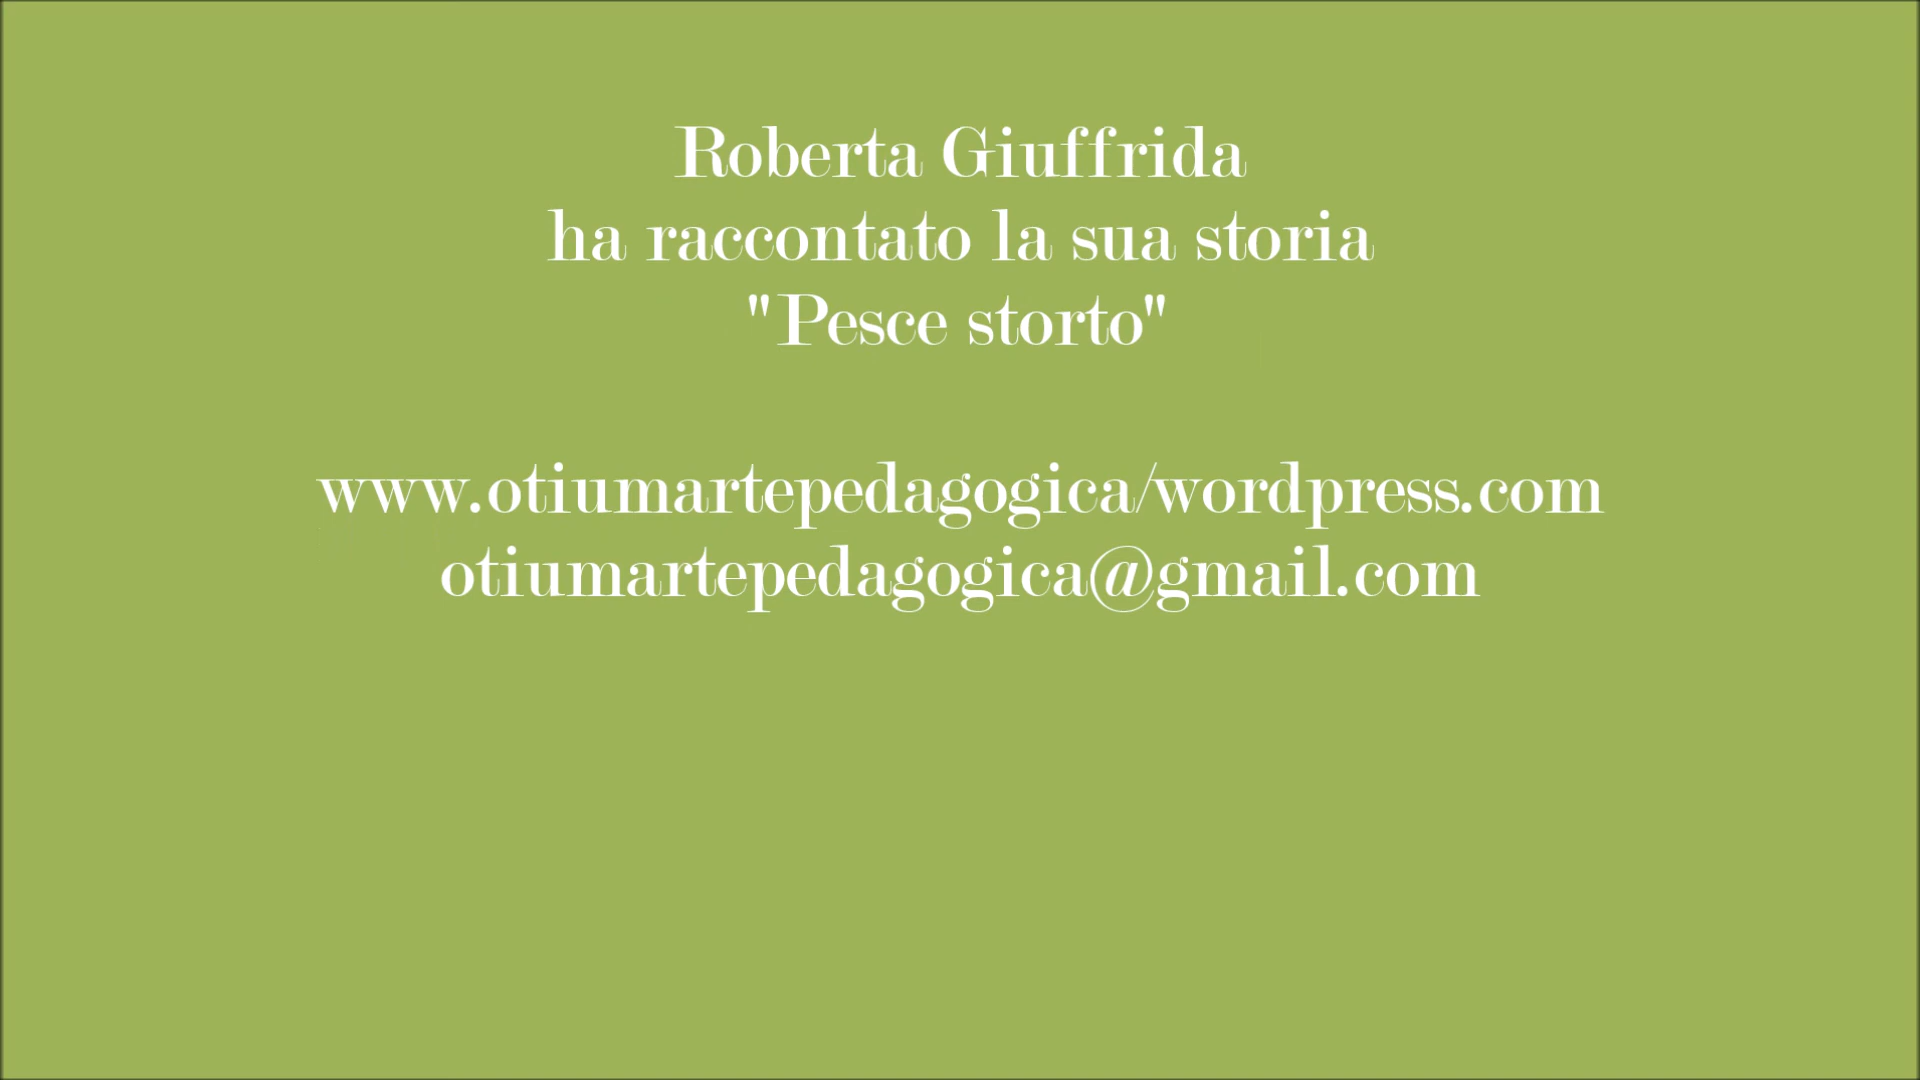 Roberta Giuffrida
ha raccontato la sua storia
"Pesce storto"
www.otiumartepedagogica/wordpress.com
otiumartepedagogica@gmail.com